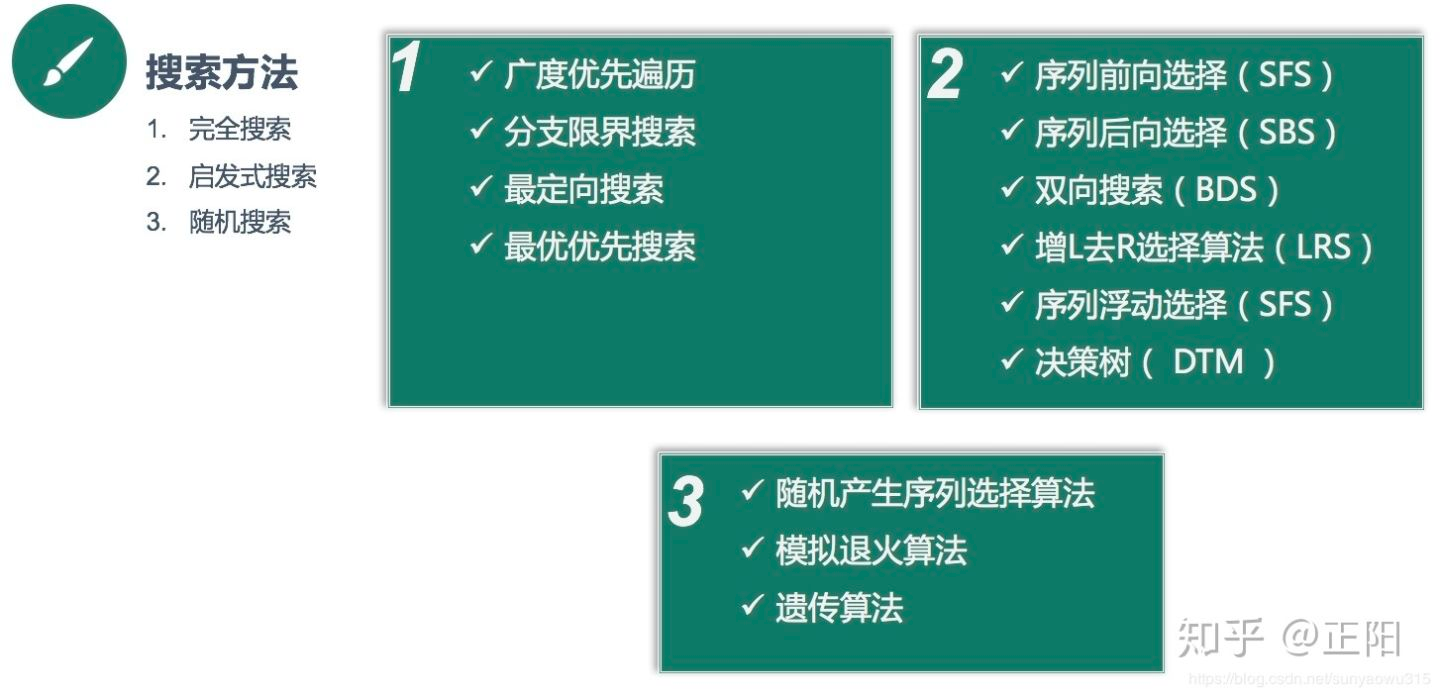 搜索方法
1. 完全搜索
2. 启发式搜索
3. 随机搜索
1
✓ 广度优先遍历
✓ 分支限界搜索
✓ 最定向搜索
✓ 最优优先搜索
2
✓ 序列前向选择（SFS）
✓ 序列后向选择（SBS）
✓ 双向搜索（BDS）
✓ 增L去R选择算法（LRS）
✓ 序列浮动选择（SFS）
✓ 决策树（ DTM ）
3
✓ 随机产生序列选择算法
✓ 模拟退火算法
✓ 遗传算法
知乎 @正阳
https://blog.csdn.net/sunyaowu315